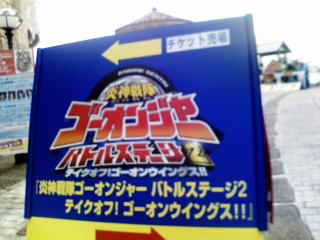 チケット売場
ENGINE SENTAI
炎神戦隊
ゴーオンジャー
バトルステージ2
テイクオフ!ゴーオンウイングス!!
『炎神戦隊ゴーオンジャー バトルステージ2
テイクオフ! ゴーオンウイングス!!』